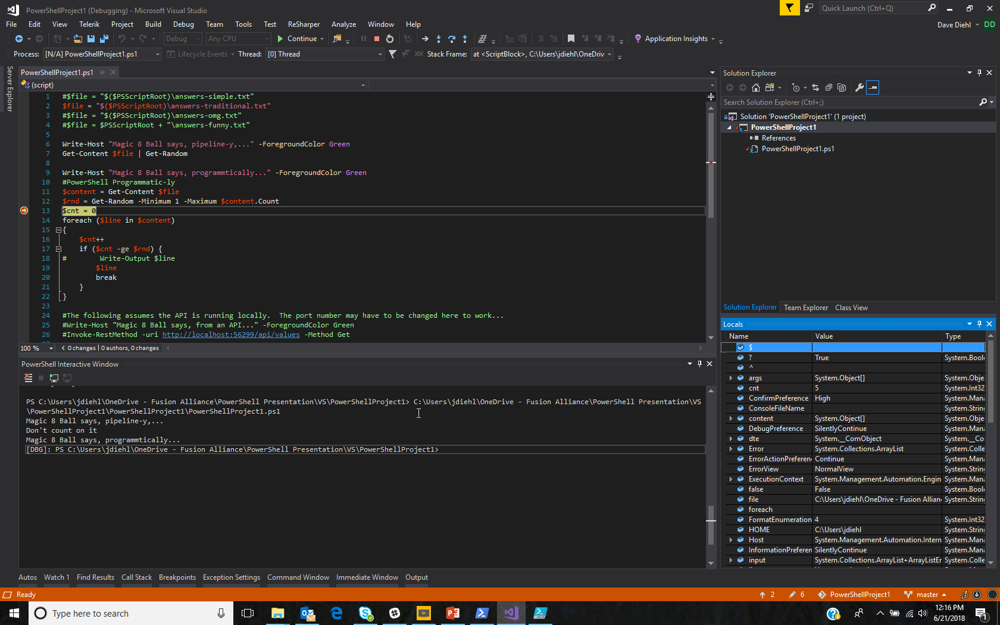 PowerShellProject1 (Debugging) - Microsoft Visual Studio
Quick Launch (Ctrl+Q)
File Edit View Telerik Project Build Debug Team Tools Test ReSharper Analyze Window Help
Dave Diehl DD
Debug Any CPU Continue Application Insights
Process: [N/A] PowerShellProject1.ps1 Lifecycle Events Thread: [0] Thread Stack Frame: at <ScriptBlock>, C:\Users\jdiehl\OneDriv
Server Explorer
PowerShellProject1.ps1
(script)
1 #$file = "$($PSScriptRoot)\answers-simple.txt"
2 $file = "$($PSScriptRoot)\answers-traditional.txt"
3 #$file = "$($PSScriptRoot)\answers-omg.txt"
4 #$file = $PSScriptRoot + "\answers-funny.txt"
5
6 Write-Host "Magic 8 Ball says, pipeline-y,..." -ForegroundColor Green
7 Get-Content $file | Get-Random
8
9 Write-Host "Magic 8 Ball says, programmtically..." -ForegroundColor Green
10 #PowerShell Programmatic-ly
11 $content = Get-Content $file
12 $rnd = Get-Random -Minimum 1 -Maximum $content.Count
13 $cnt = 0
14 foreach ($line in $content)
15 {
16 $cnt++
17 if ($cnt -ge $rnd) {
18 # Write-Output $line
19 $line
20 break
21 }
22 }
23
24 #The following assumes the API is running locally.  The port number may have to be changed here to work...
25 #Write-Host "Magic 8 Ball says, from an API..." -ForegroundColor Green
26 #Invoke-RestMethod -uri http://localhost:56299/api/values -Method Get
100 % 0 changes | 0 authors, 0 changes
PowerShell Interactive Window
PS C:\Users\jdiehl\OneDrive - Fusion Alliance\PowerShell Presentation\VS\PowerShellProject1> C:\Users\jdiehl\OneDrive - Fusion Alliance\PowerShell Presentation\VS
\PowerShellProject1\PowerShellProject1\PowerShellProject1.ps1
Magic 8 Ball says, pipeline-y,...
Don't count on it
Magic 8 Ball says, programmtically...
[DBG]: PS C:\Users\jdiehl\OneDrive - Fusion Alliance\PowerShell Presentation\VS\PowerShellProject1>
Autos Watch 1 Find Results Call Stack Breakpoints Exception Settings Command Window Immediate Window Output
Solution Explorer
Search Solution Explorer (Ctrl+;)
Solution 'PowerShellProject1' (1 project)
PowerShellProject1
References
PowerShellProject1.ps1
Solution Explorer Team Explorer Class View
Locals
Name Value Type
$
? True System.Bool
^
args System.Object[] System.Obje
cnt 5 System.Int32
ConfirmPreference High System.Man
ConsoleFileName System.String
content System.Object[] System.Obje
DebugPreference SilentlyContinue System.Man
dte System.__ComObject System.__Co
Error System.Collections.ArrayList System.Colle
ErrorActionPreferen Continue System.Man
ErrorView NormalView System.String
ExecutionContext System.Management.Automation.Engin System.Man
false False System.Bool
file C:\Users\jdiehl\OneDrive - Fusion Allian System.String
foreach
FormatEnumeration 4 System.Int32
HOME C:\Users\jdiehl System.String
Host System.Management.Automation.Intern System.Man
InformationPreferen SilentlyContinue System.Man
input System.Collections.ArrayList+ArrayListEr System.Colle
Ready 2 6 PowerShellProject1 master
Type here to search
12:16 PM
6/21/2018
1